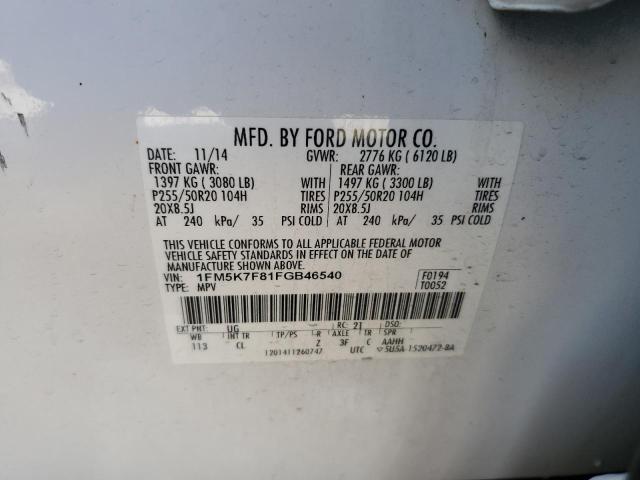 MFD. BY FORD MOTOR CO.
DATE: 11/14 GVWR: 2776 KG ( 6120 LB)
FRONT GAWR: REAR GAWR:
1397 KG ( 3080 LB) WITH 1497 KG ( 3300 LB) WITH
P255/50R20 104H TIRES P255/50R20 104H TIRES
20X8.5J RIMS 20X8.5J RIMS
AT 240 kPa/ 35 PSI COLD AT 240 kPa/ 35 PSI COLD
THIS VEHICLE CONFORMS TO ALL APPLICABLE FEDERAL MOTOR
VEHICLE SAFETY STANDARDS IN EFFECT ON THE DATE OF
MANUFACTURE SHOWN ABOVE.
VIN: 1FM5K7F81FGB46540 F0194
TYPE: MPV T0052
EXT PNT: UG RC: 21 DSO:
WB INT TR TP/PS R AXLE TR SPR
113 CL Z 3F C AAHH
1201411260747 UTC 5U5A-1520472-BA